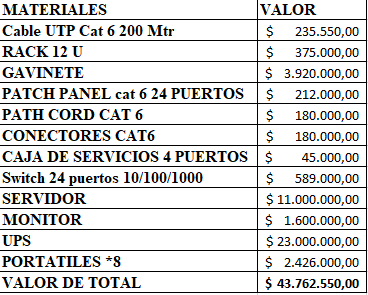 MATERIALES VALOR
Cable UTP Cat 6 200 Mtr $ 235.550,00
RACK 12 U $ 375.000,00
GAVINETE $ 3.920.000,00
PATCH PANEL cat 6 24 PUERTOS $ 212.000,00
PATH CORD CAT 6 $ 180.000,00
CONECTORES CAT6 $ 180.000,00
CAJA DE SERVICIOS 4 PUERTOS $ 45.000,00
Switch 24 puertos 10/100/1000 $ 589.000,00
SERVIDOR $ 11.000.000,00
MONITOR $ 1.600.000,00
UPS $ 23.000.000,00
PORTATILES *8 $ 2.426.000,00
VALOR DE TOTAL $ 43.762.550,00